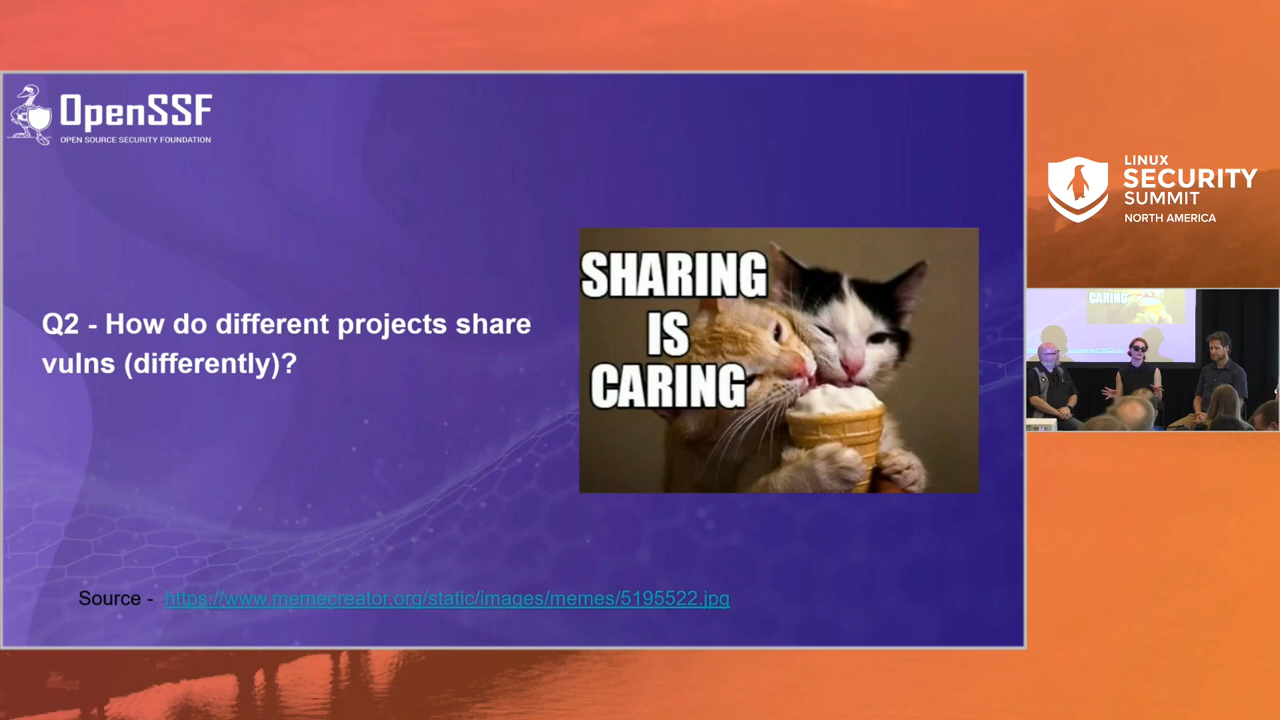 OpenSSF
OPEN SOURCE SECURITY FOUNDATION
Q2 - How do different projects share
vulns (differently)?
SHARING
IS
CARING
Source - https://www.memecreator.org/static/images/memes/5195522.jpg
LINUX
SECURITY
SUMMIT
NORTH AMERICA
CARING